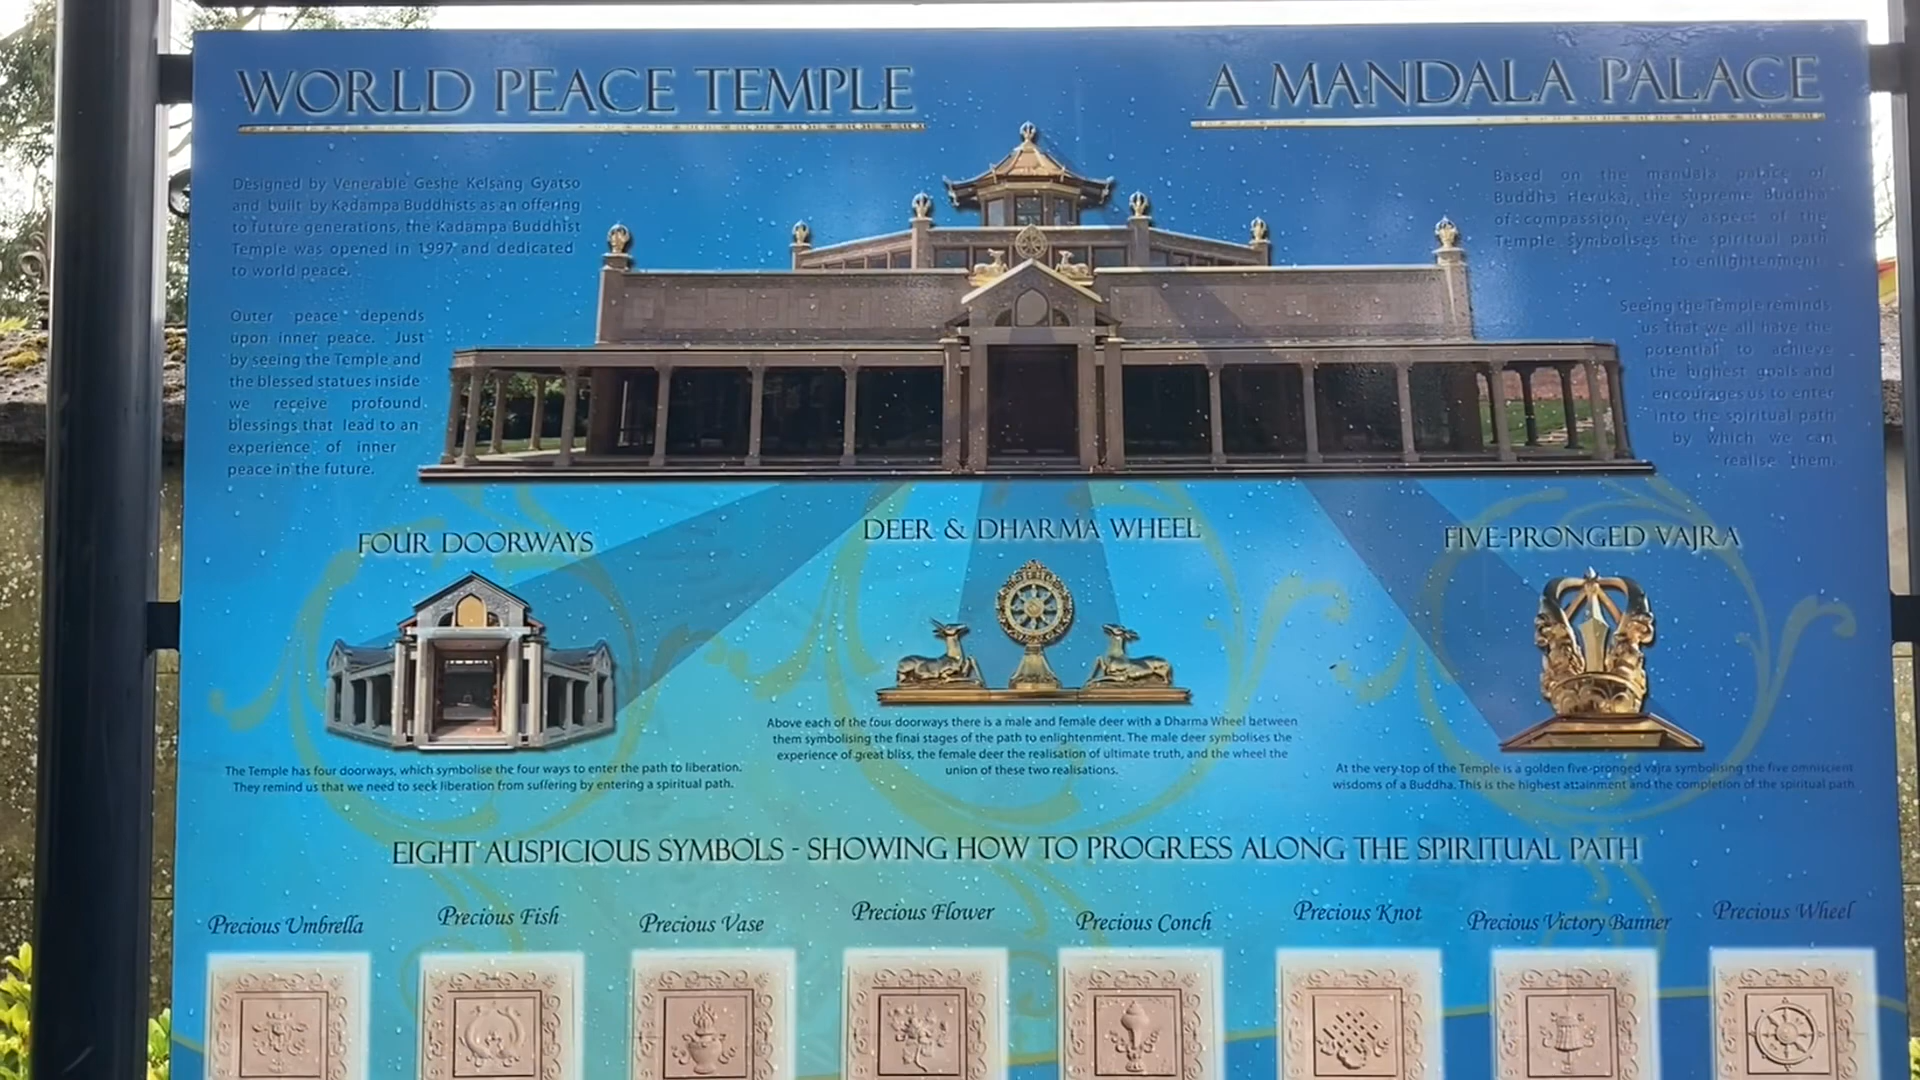 WORLD PEACE TEMPLE
A MANDALA PALACE
Designed by Venerable Geshe Kelsang Gyatso
and built by Kadampa Buddhists as an offering
to future generations, the Kadampa Buddhist
Temple was opened in 1997 and dedicated
to world peace.
Outer peace depends
upon inner peace. Just
by seeing the Temple and
the blessed statues inside
we receive profound
blessings that lead to an
experience of inner
peace in the future.
Based on the mandala palace of
Buddha Heruka, the supreme Buddha
of compassion, every aspect of the
Temple symbolises the spiritual path
to enlightenment.
Seeing the Temple reminds
us that we all have the
potential to achieve
the highest goals and
encourages us to enter
into the spiritual path
by which we can
realise them.
FOUR DOORWAYS
The Temple has four doorways, which symbolise the four ways to enter the path to liberation.
They remind us that we need to seek liberation from suffering by entering a spiritual path.
DEER & DHARMA WHEEL
Above each of the four doorways there is a male and female deer with a Dharma Wheel between
them symbolising the final stages of the path to enlightenment. The male deer symbolises the
experience of great bliss, the female deer the realisation of ultimate truth, and the wheel the
union of these two realisations.
FIVE-PRONGED VAJRA
At the very top of the Temple is a golden five-pronged vajra symbolising the five omniscient
wisdoms of a Buddha. This is the highest attainment and the completion of the spiritual path.
EIGHT AUSPICIOUS SYMBOLS - SHOWING HOW TO PROGRESS ALONG THE SPIRITUAL PATH
Precious Umbrella
Precious Fish
Precious Vase
Precious Flower
Precious Conch
Precious Knot
Precious Victory Banner
Precious Wheel